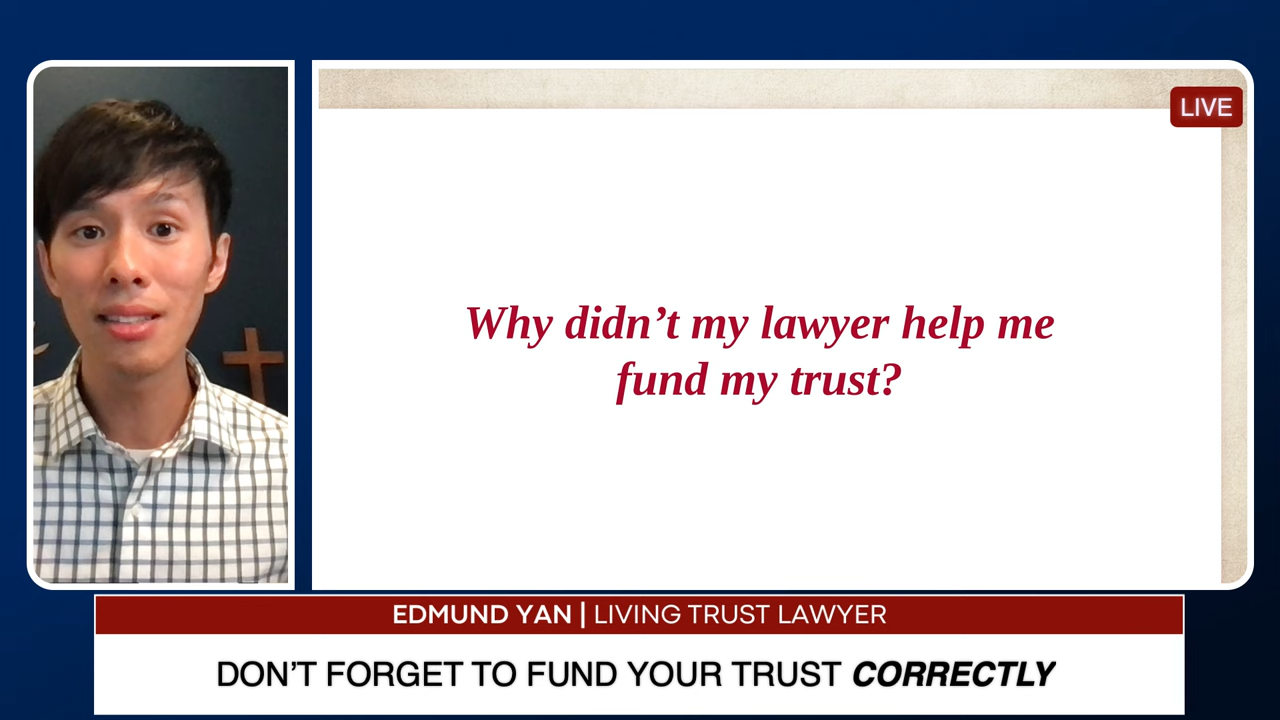 LIVE
Why didn’t my lawyer help me
fund my trust?
EDMUND YAN | LIVING TRUST LAWYER
DON’T FORGET TO FUND YOUR TRUST CORRECTLY